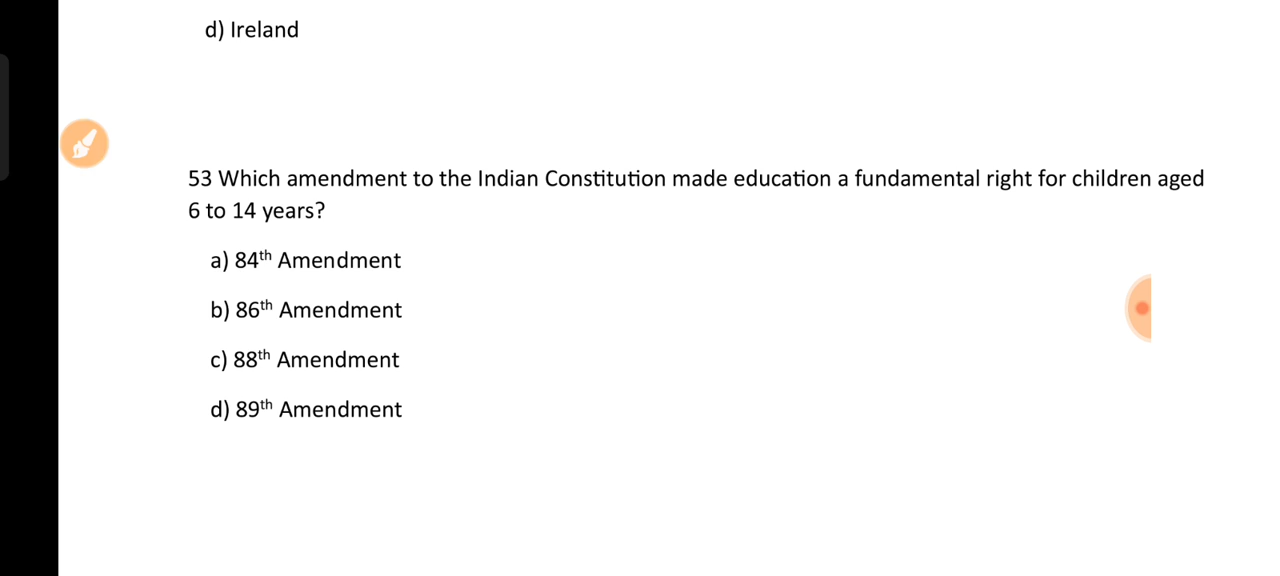 d) Ireland
53 Which amendment to the Indian Constitution made education a fundamental right for children aged
6 to 14 years?
a) 84th Amendment
b) 86th Amendment
c) 88th Amendment
d) 89th Amendment